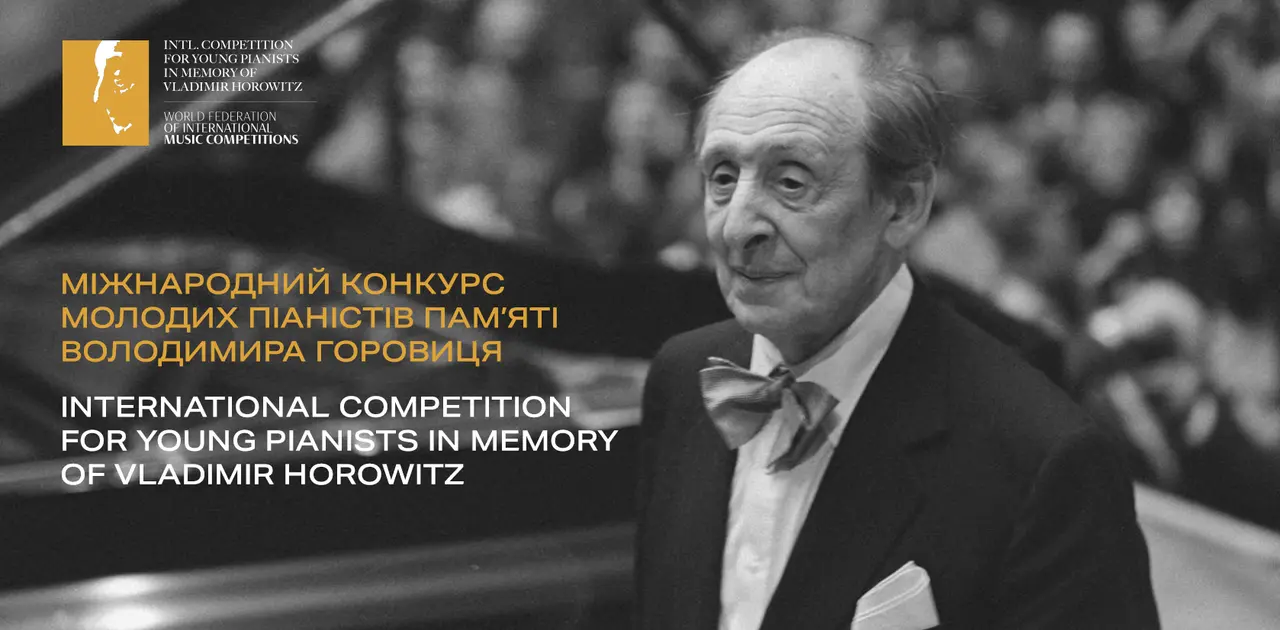 INTL. COMPETITION
FOR YOUNG PIANISTS
IN MEMORY OF
VLADIMIR HOROWITZ
WORLD FEDERATION
OF INTERNATIONAL
MUSIC COMPETITIONS
МІЖНАРОДНИЙ КОНКУРС
МОЛОДИХ ПІАНІСТІВ ПАМ’ЯТІ
ВОЛОДИМИРА ГОРОВИЦЯ
INTERNATIONAL COMPETITION
FOR YOUNG PIANISTS IN MEMORY
OF VLADIMIR HOROWITZ